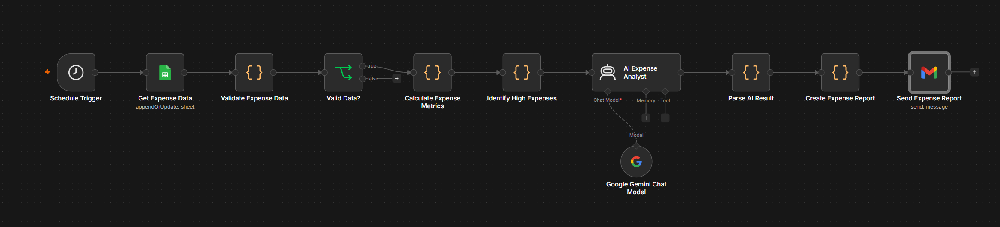 Schedule Trigger
Get Expense Data
appendOrUpdate: sheet
Validate Expense Data
Valid Data?
true
false
Calculate Expense
Metrics
Identify High Expenses
AI Expense
Analyst
Chat Model*
Memory
Tool
Model
Google Gemini Chat
Model
Parse AI Result
Create Expense Report
Send Expense Report
send: message